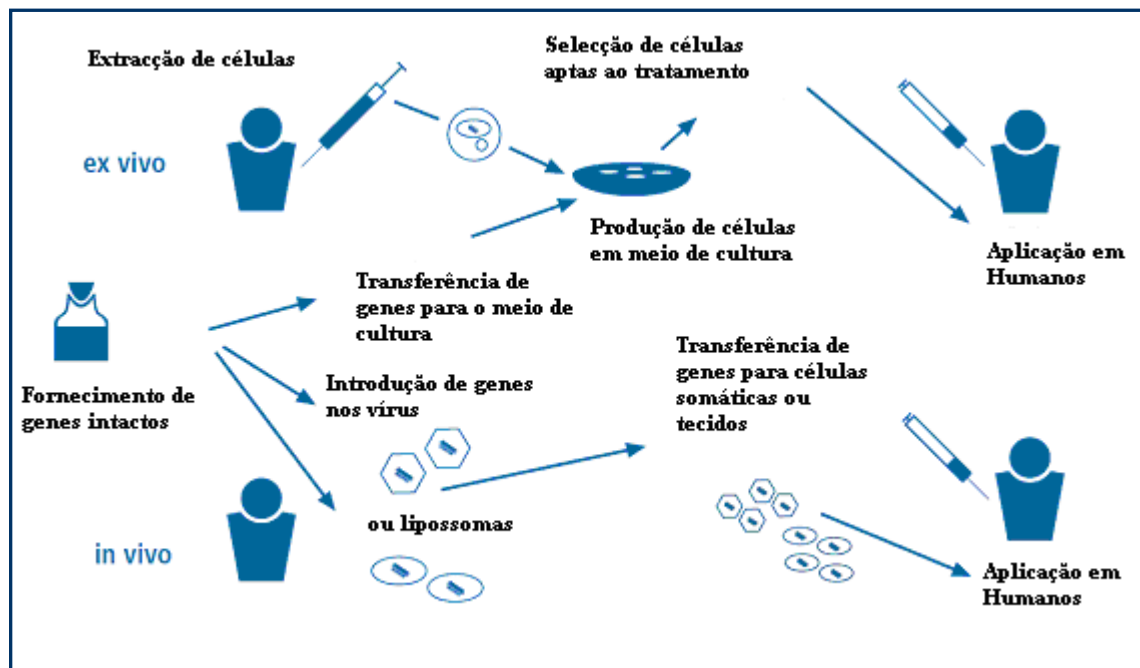 Extracção de células
Selecção de células
aptas ao tratamento
ex vivo
Produção de células
em meio de cultura
Aplicação em
Humanos
Transferência de
genes para o meio de
cultura
Fornecimento de
genes intactos
Introdução de genes
nos vírus
ou lipossomas
Transferência de
genes para células
somáticas ou
tecidos
in vivo
Aplicação em
Humanos